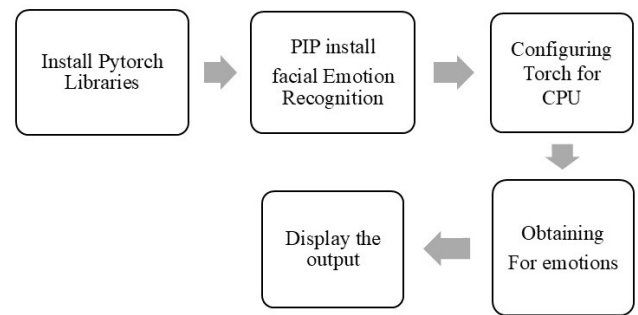 Install Pytorch
Libraries
PIP install
facial Emotion
Recognition
Configuring
Torch for
CPU
Obtaining
For emotions
Display the
output